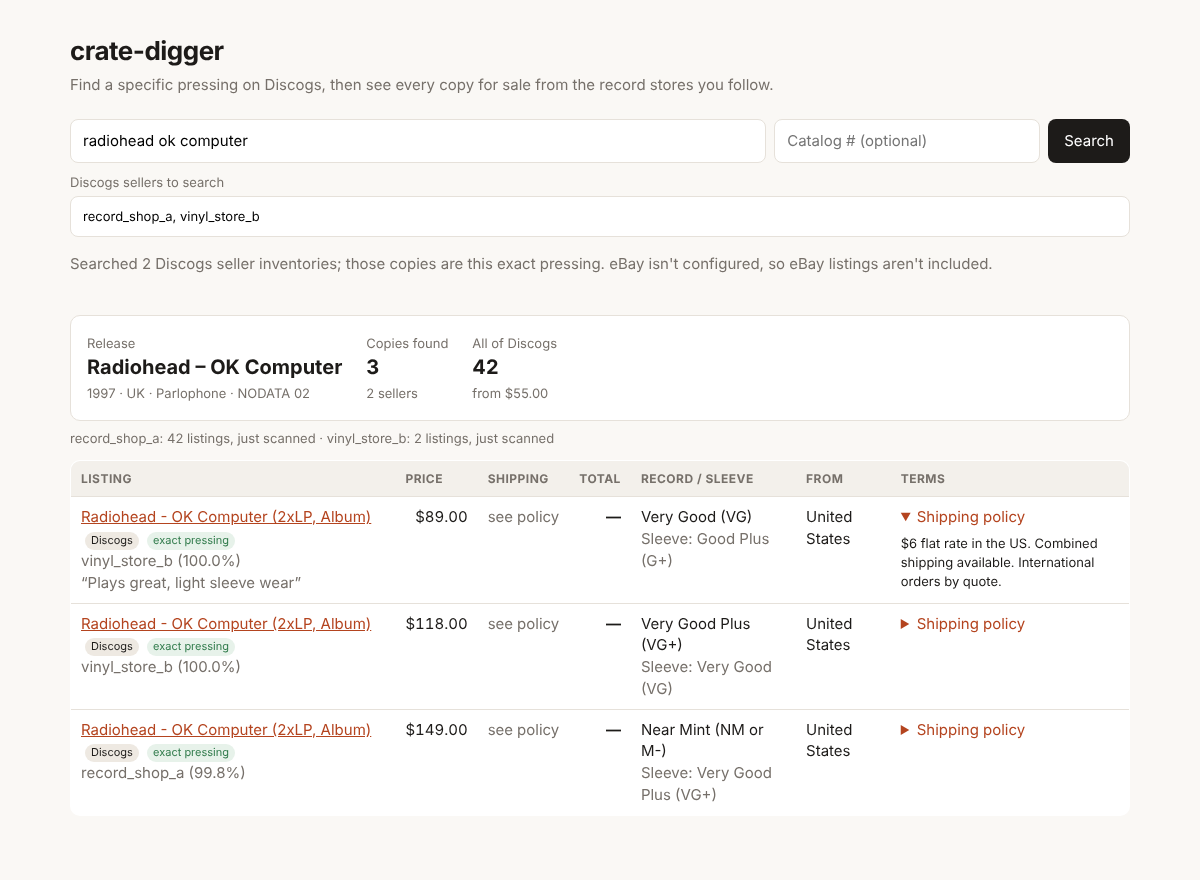 crate-digger
Find a specific pressing on Discogs, then see every copy for sale from the record stores you follow.
radiohead ok computer
Catalog # (optional)
Search
Discogs sellers to search
record_shop_a, vinyl_store_b
Searched 2 Discogs seller inventories; those copies are this exact pressing. eBay isn't configured, so eBay listings aren't included.
Release
Radiohead – OK Computer
1997 · UK · Parlophone · NODATA 02
Copies found
3
2 sellers
All of Discogs
42
from $55.00
record_shop_a: 42 listings, just scanned · vinyl_store_b: 2 listings, just scanned
LISTING PRICE SHIPPING TOTAL RECORD / SLEEVE FROM TERMS
Radiohead - OK Computer (2xLP, Album)
Discogs exact pressing
vinyl_store_b (100.0%)
“Plays great, light sleeve wear”
$89.00
see policy
—
Very Good (VG)
Sleeve: Good Plus
(G+)
United
States
▼ Shipping policy
$6 flat rate in the US. Combined
shipping available. International
orders by quote.
Radiohead - OK Computer (2xLP, Album)
Discogs exact pressing
vinyl_store_b (100.0%)
$118.00
see policy
—
Very Good Plus
(VG+)
Sleeve: Very Good
(VG)
United
States
▶ Shipping policy
Radiohead - OK Computer (2xLP, Album)
Discogs exact pressing
record_shop_a (99.8%)
$149.00
see policy
—
Near Mint (NM or
M-)
Sleeve: Very Good
Plus (VG+)
United
States
▶ Shipping policy